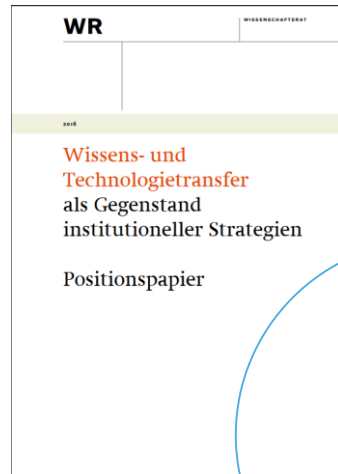 WR
WISSENSCHAFTSRAT
2016
Wissens- und
Technologietransfer
als Gegenstand
institutioneller Strategien
Positionspapier